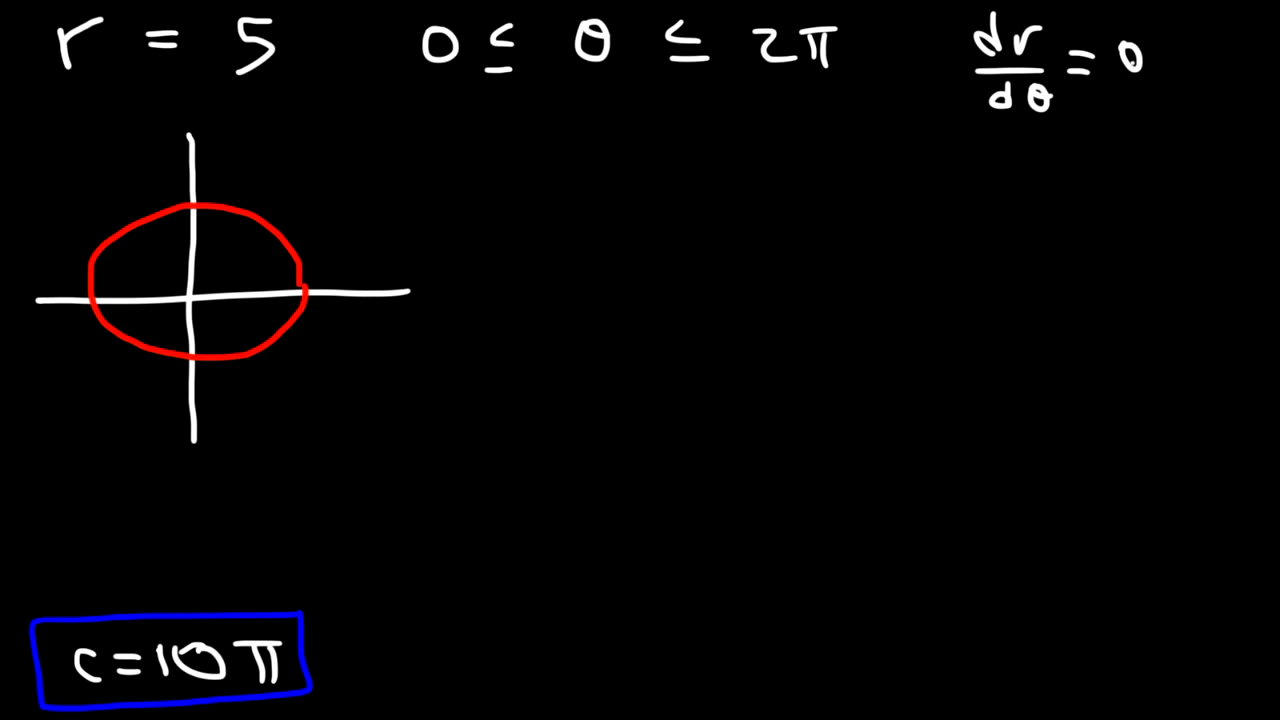 r = 5 0 ≤ θ ≤ 2π dr/dθ = 0
c = 10π